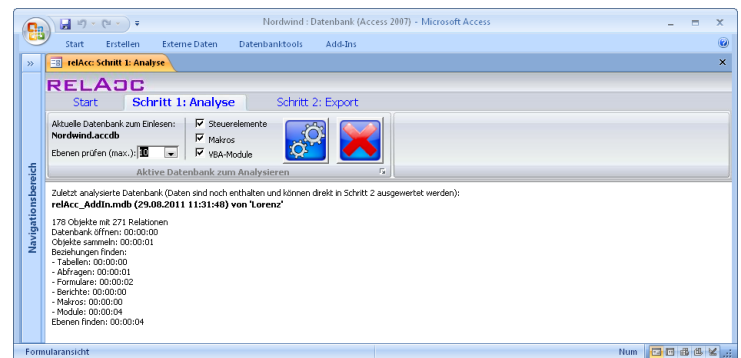 Nordwind : Datenbank (Access 2007) - Microsoft Access
Start Erstellen Externe Daten Datenbanktools Add-Ins
relAcc: Schritt 1: Analyse
RELACC
Start Schritt 1: Analyse Schritt 2: Export
Aktuelle Datenbank zum Einlesen:
Nordwind.accdb
Ebenen prüfen (max.): 10
Steuerelemente
Makros
VBA-Module
Aktive Datenbank zum Analysieren
Navigationsbereich
Zuletzt analysierte Datenbank (Daten sind noch enthalten und können direkt in Schritt 2 ausgewertet werden):
relAcc_AddIn.mdb (29.08.2011 11:31:48) von 'Lorenz'
178 Objekte mit 271 Relationen
Datenbank öffnen: 00:00:00
Objekte sammeln: 00:00:01
Beziehungen finden:
- Tabellen: 00:00:00
- Abfragen: 00:00:01
- Formulare: 00:00:02
- Berichte: 00:00:00
- Makros: 00:00:00
- Module: 00:00:04
Ebenen finden: 00:00:04
Formularansicht
Num